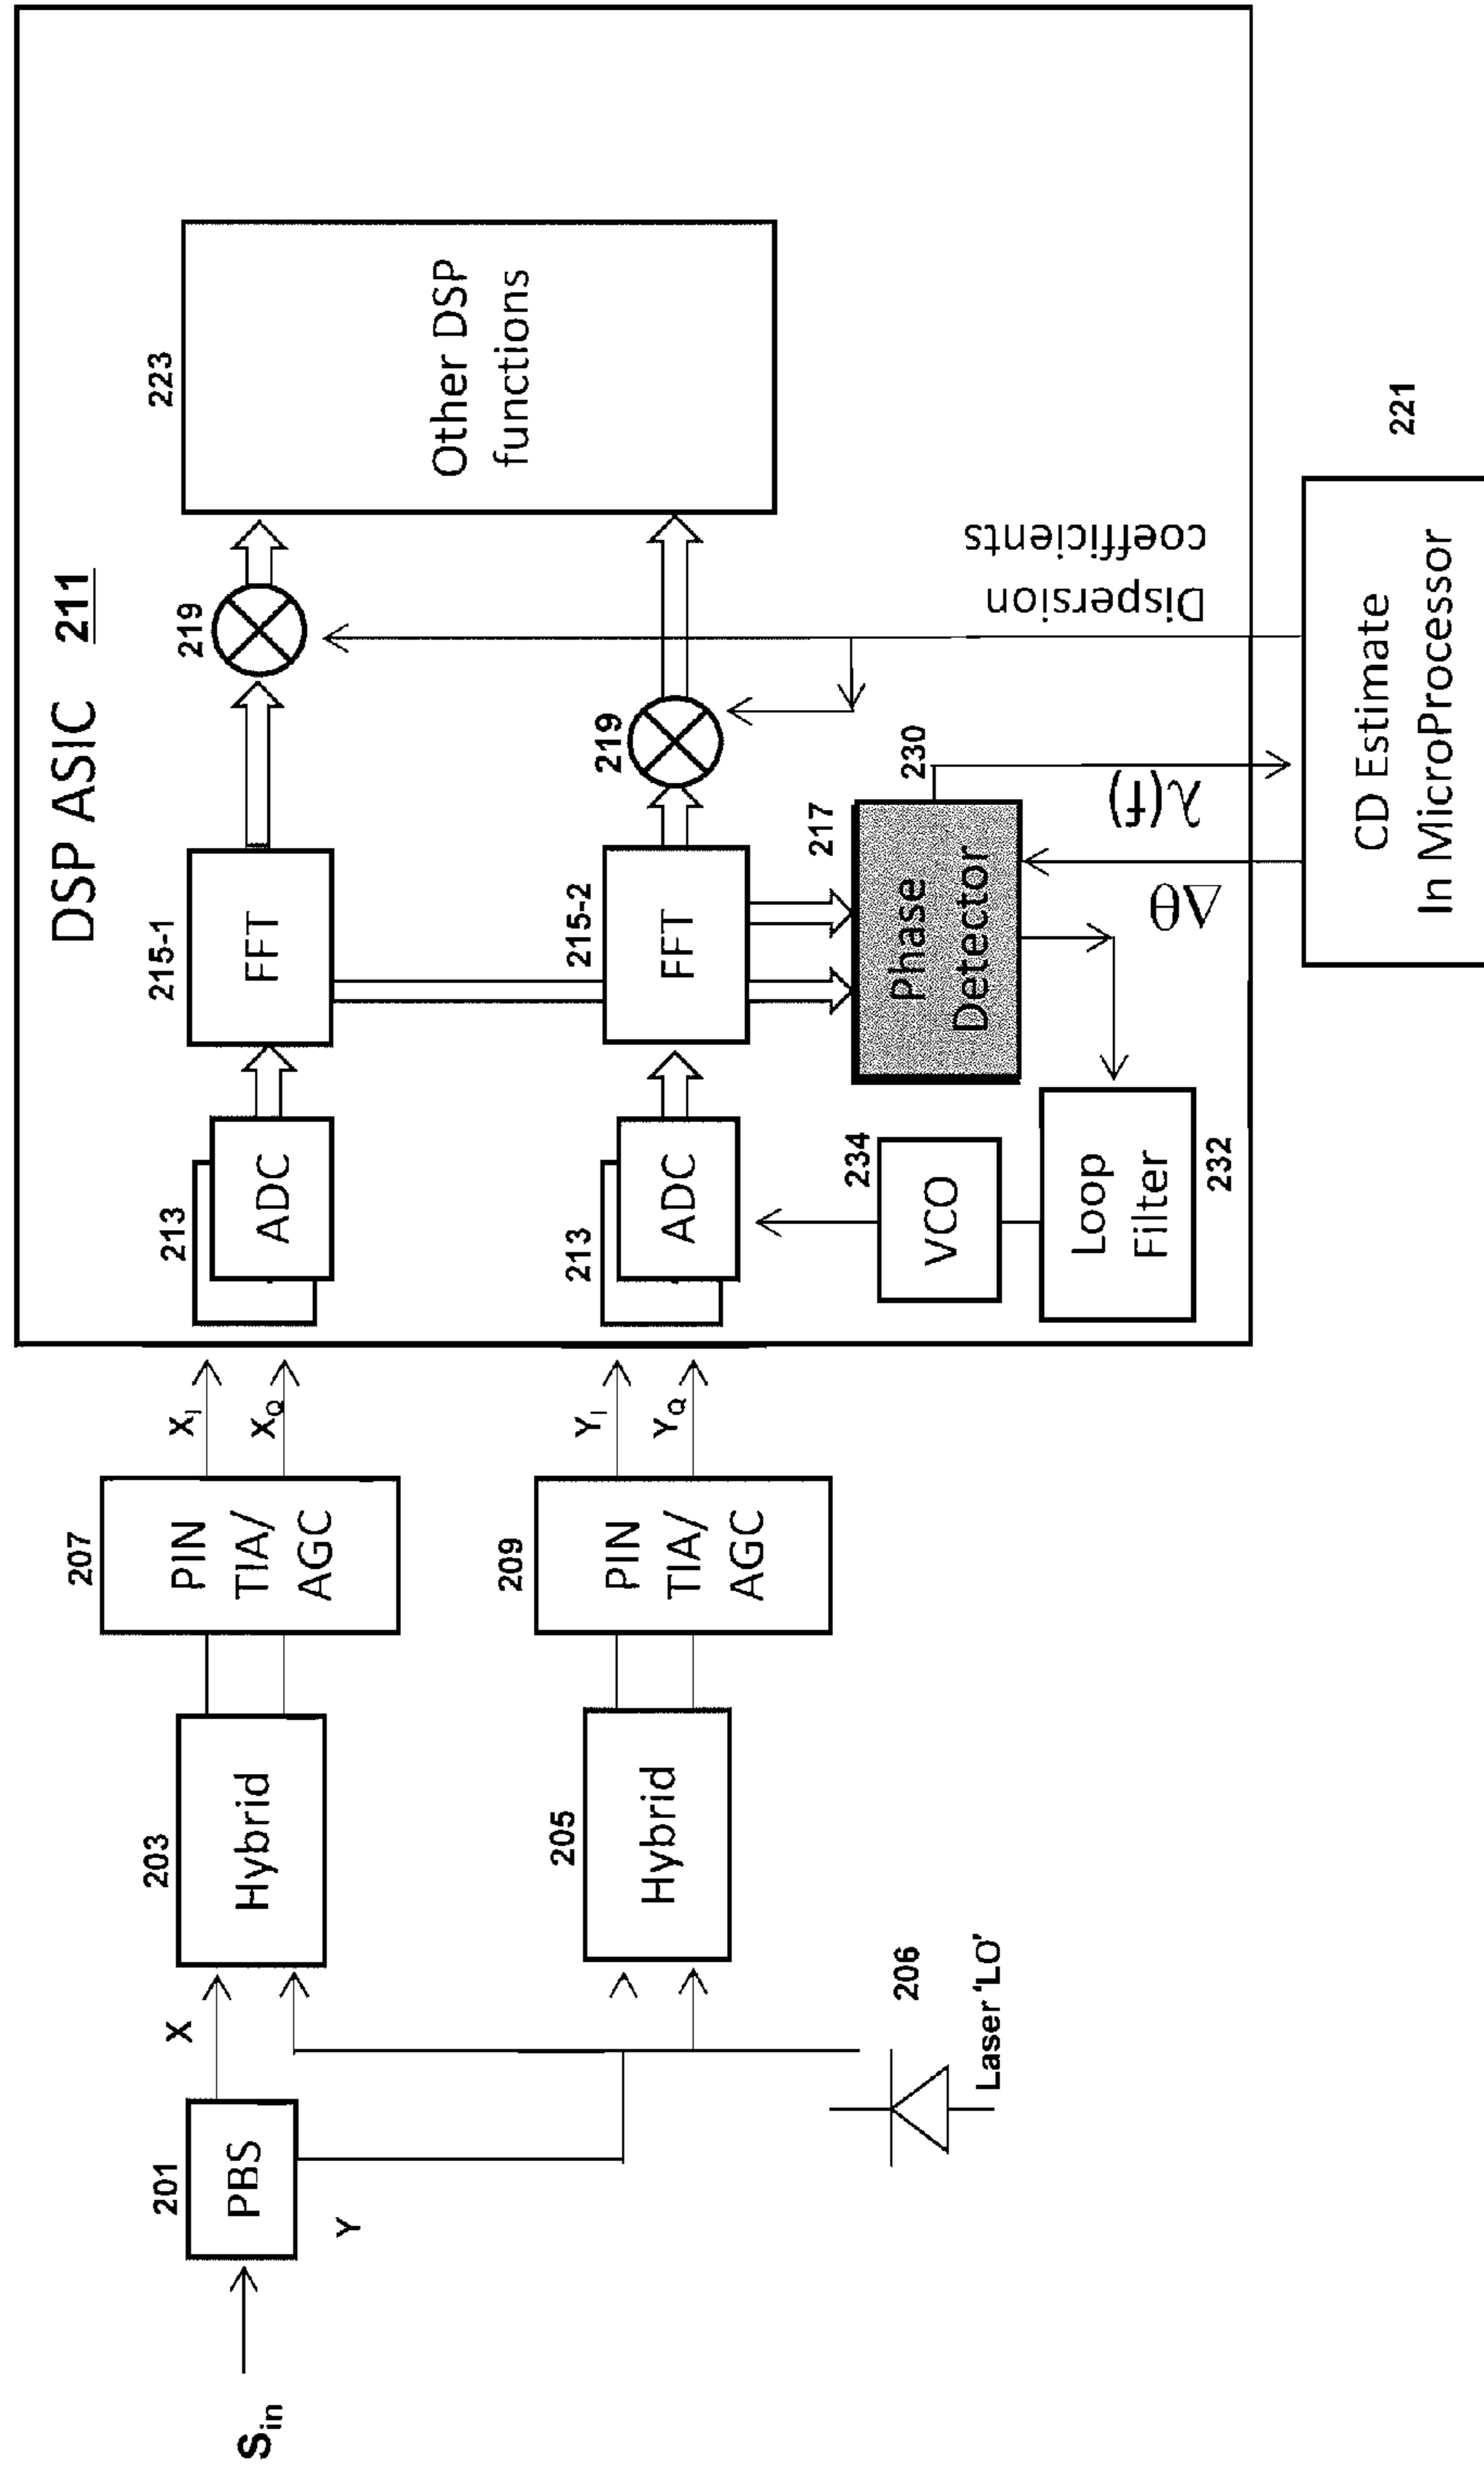 DSP ASIC 211
S_in
201
PBS
X
Y
203
Hybrid
205
Hybrid
206
Laser 'LO'
207
PIN
TIA/
AGC
209
PIN
TIA/
AGC
X_I
X_Q
Y_I
Y_Q
213
ADC
213
ADC
215-1
FFT
215-2
FFT
219
219
223
Other DSP
functions
217
Phase
Detector
230
234
VCO
Loop
Filter
232
Δθ
λ(f)
Dispersion
coefficients
CD Estimate
In MicroProcessor
221